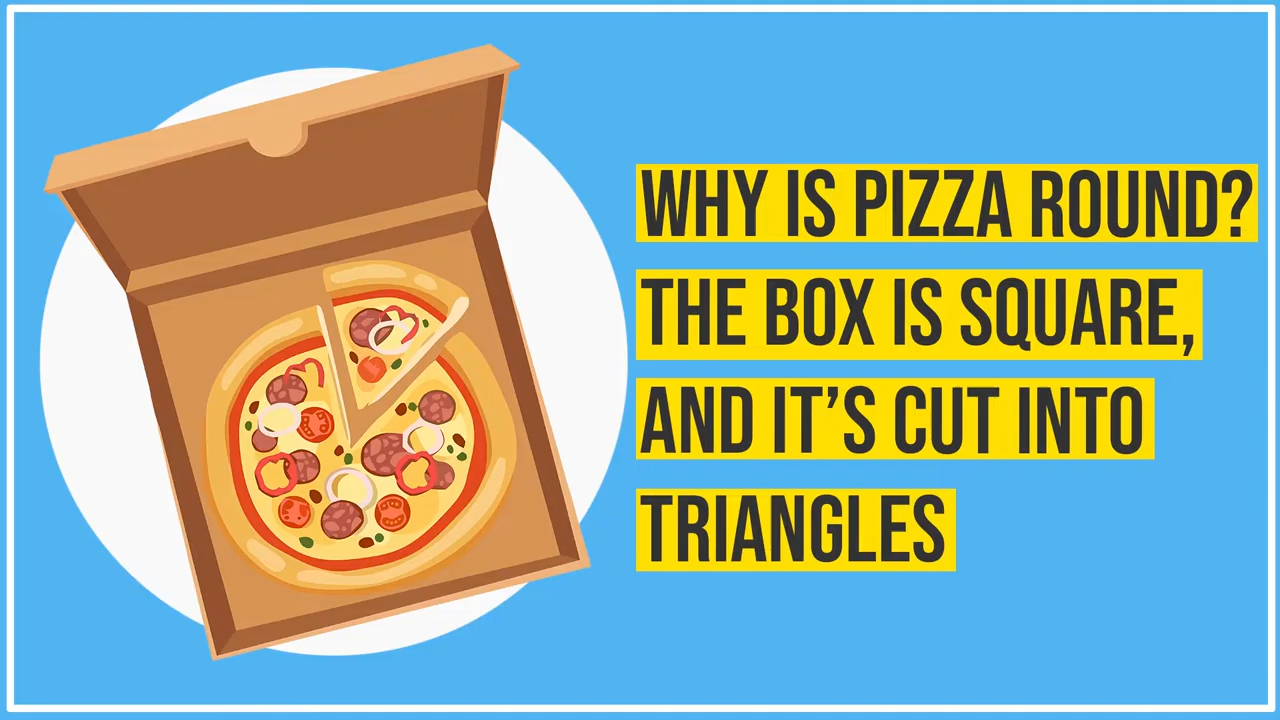 WHY IS PIZZA ROUND?
THE BOX IS SQUARE,
AND IT’S CUT INTO
TRIANGLES